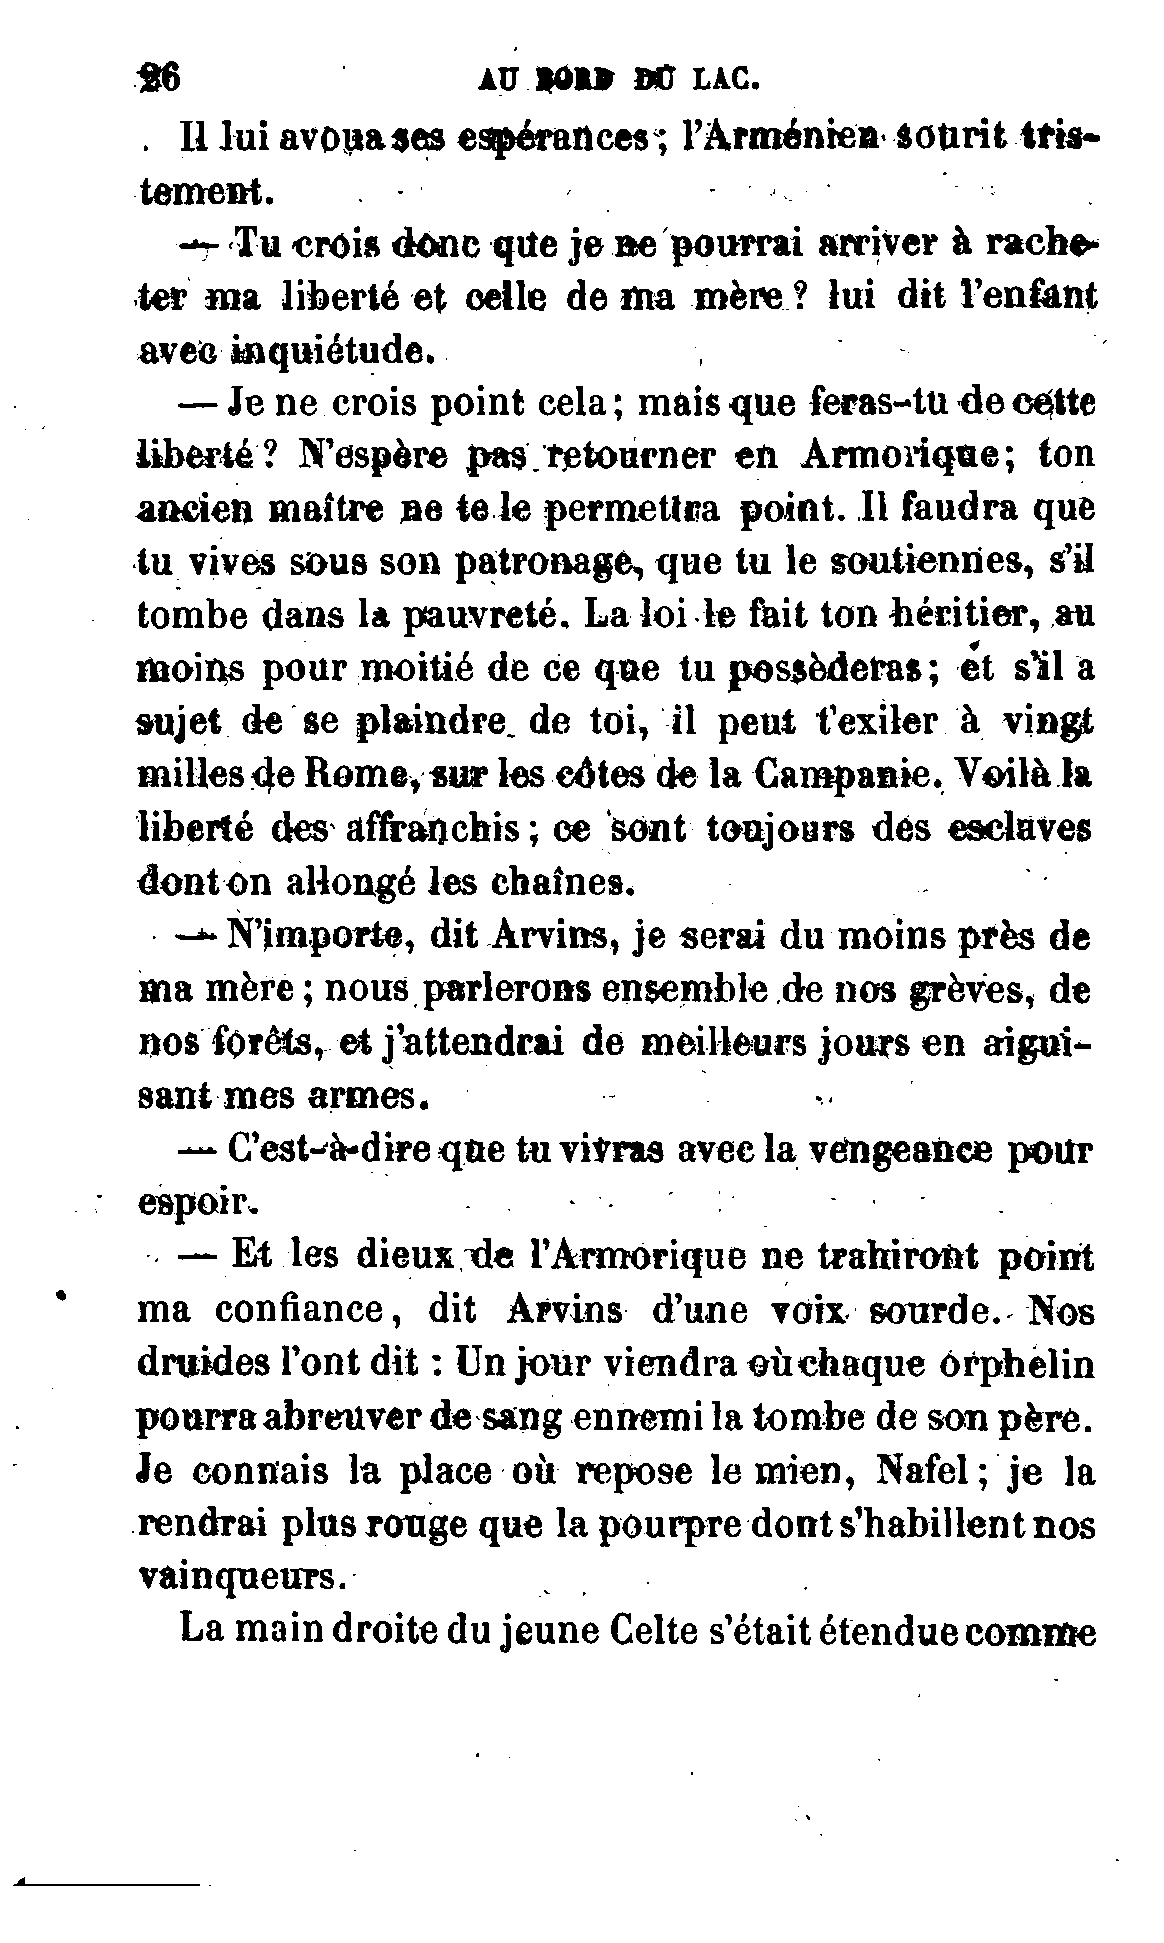 26 AU BORD DU LAC.
Il lui avoua ses espérances ; l'Arménien sourit tris-
tement.
— Tu crois donc que je ne pourrai arriver à rache-
ter ma liberté et celle de ma mère ? lui dit l'enfant
avec inquiétude.
— Je ne crois point cela ; mais que feras-tu de cette
liberté ? N'espère pas retourner en Armorique ; ton
ancien maître ne te le permettra point. Il faudra que
tu vives sous son patronage, que tu le soutiennes, s'il
tombe dans la pauvreté. La loi le fait ton héritier, au
moins pour moitié de ce que tu possèderas ; et s'il a
sujet de se plaindre de toi, il peut t'exiler à vingt
milles de Rome, sur les côtes de la Campanie. Voilà la
liberté des affranchis ; ce sont toujours des esclaves
dont on allongé les chaînes.
— N'importe, dit Arvins, je serai du moins près de
ma mère ; nous parlerons ensemble de nos grèves, de
nos forêts, et j'attendrai de meilleurs jours en aigui-
sant mes armes.
— C'est-à-dire que tu vivras avec la vengeance pour
espoir.
— Et les dieux de l'Armorique ne trahiront point
ma confiance, dit Arvins d'une voix sourde. Nos
druides l'ont dit : Un jour viendra où chaque orphelin
pourra abreuver de sang ennemi la tombe de son père.
Je connais la place où repose le mien, Nafel ; je la
rendrai plus rouge que la pourpre dont s'habillent nos
vainqueurs.
La main droite du jeune Celte s'était étendue comme